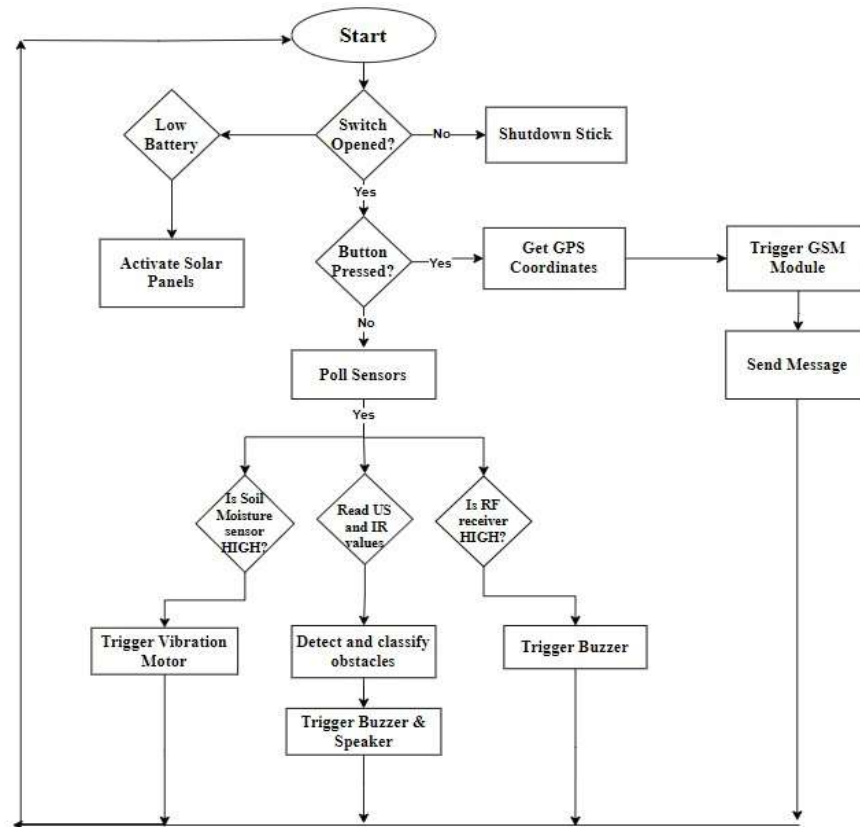 Start
Low
Battery
Switch
Opened?
No
Shutdown Stick
Yes
Activate Solar
Panels
Button
Pressed?
Yes
Get GPS
Coordinates
Trigger GSM
Module
No
Poll Sensors
Send Message
Yes
Is Soil
Moisture
sensor
HIGH?
Read US
and IR
values
Is RF
receiver
HIGH?
Trigger Vibration
Motor
Detect and classify
obstacles
Trigger Buzzer
Trigger Buzzer &
Speaker